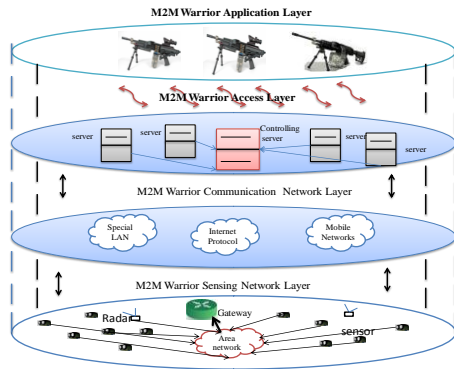 M2M Warrior Application Layer
M2M Warrior Access Layer
server
server
Controlling
server
server
server
M2M Warrior Communication Network Layer
Special
LAN
Internet
Protocol
Mobile
Networks
M2M Warrior Sensing Network Layer
Radar
Gateway
sensor
Area
network